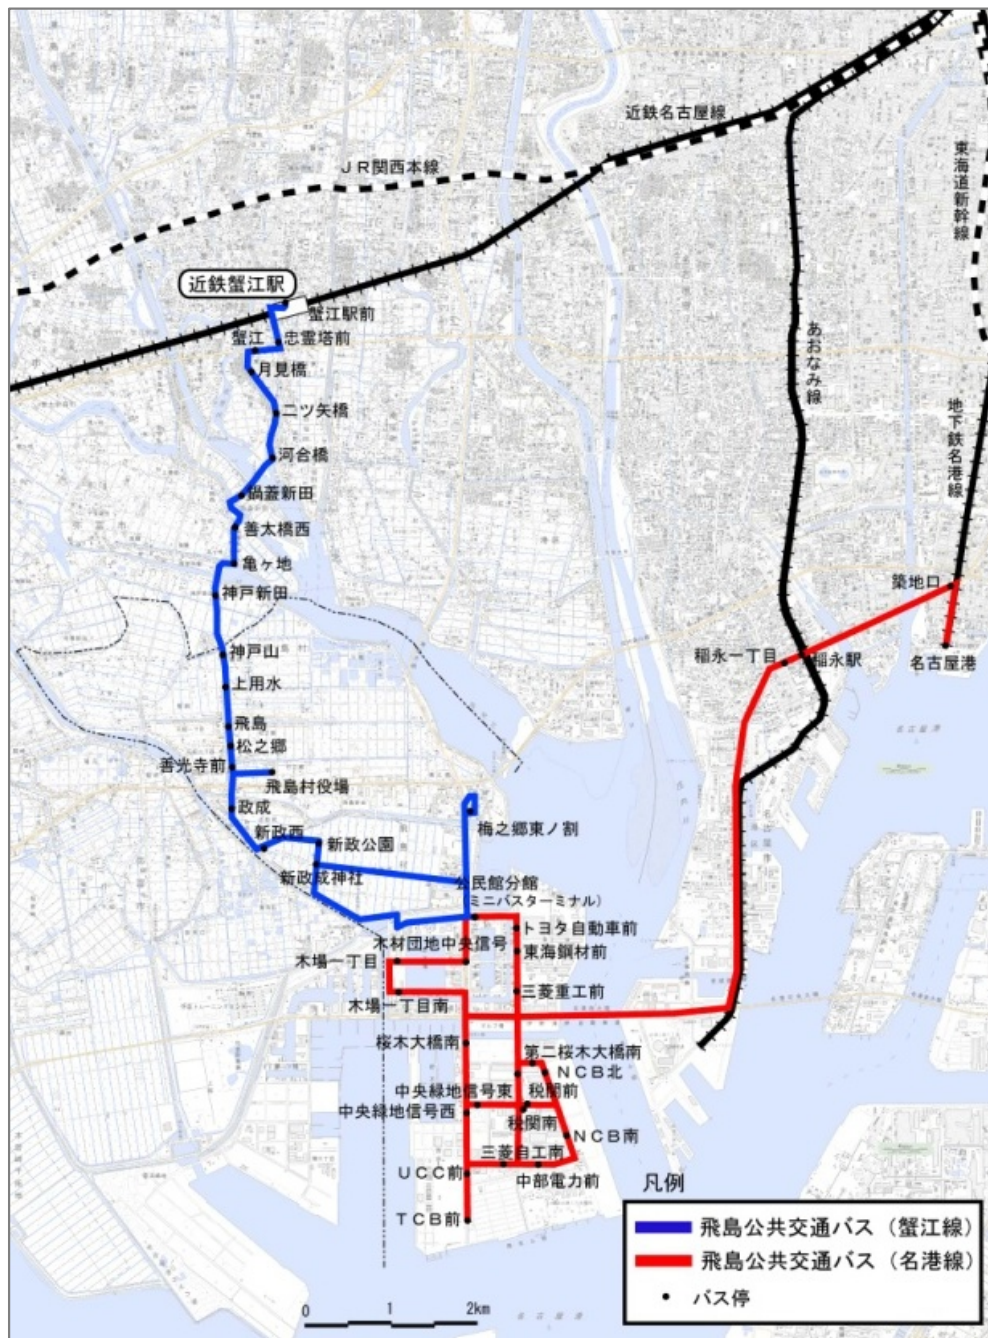 近鉄名古屋線
JR関西本線
東海道新幹線
近鉄蟹江駅
蟹江駅前
蟹江
忠霊塔前
月見橋
あおなみ線
二ツ矢橋
地下鉄名港線
河合橋
鍋蓋新田
善太橋西
亀ヶ地
築地口
神戸新田
神戸山
稲永一丁目
稲永駅
名古屋港
上用水
飛島
松之郷
善光寺前
飛島村役場
政成
梅之郷東ノ割
新政西
新政公園
新政成神社
公民館分館
(ミニバスターミナル)
トヨタ自動車前
木材団地中央信号
東海鋼材前
木場一丁目
三菱重工前
木場一丁目南
桜木大橋南
第二桜木大橋南
NCB北
中央緑地信号東
税関前
中央緑地信号西
税関南
NCB南
三菱自工南
UCC前
中部電力前
TCB前
凡例
飛島公共交通バス(蟹江線)
飛島公共交通バス(名港線)
バス停
0 1 2km